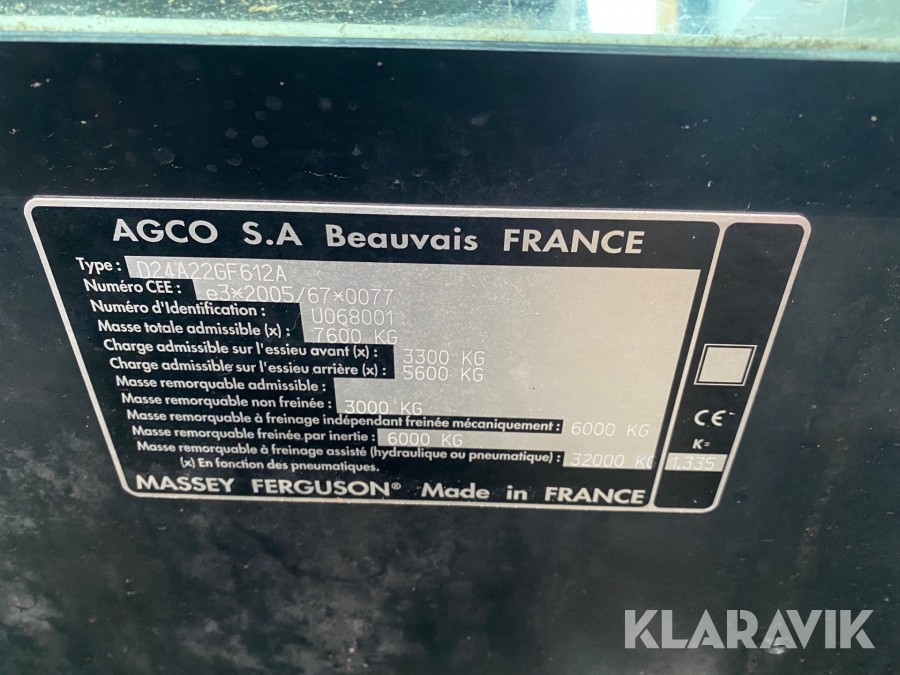 AGCO S.A Beauvais FRANCE
Type : D24A22GF612A
Numéro CEE : e3*2005/67*0077
Numéro d'Identification : U068001
Masse totale admissible (x) : 7600 KG
Charge admissible sur l'essieu avant (x) : 3300 KG
Charge admissible sur l'essieu arrière (x) : 5600 KG
Masse remorquable admissible :
Masse remorquable non freinée : 3000 KG
Masse remorquable à freinage indépendant freinée mécaniquement : 6000 KG
Masse remorquable freinée par inertie : 6000 KG
Masse remorquable à freinage assisté (hydraulique ou pneumatique) : 32000 KG
(x) En fonction des pneumatiques.
MASSEY FERGUSON® Made in FRANCE
CE
K=
1.335
KLARAVIK